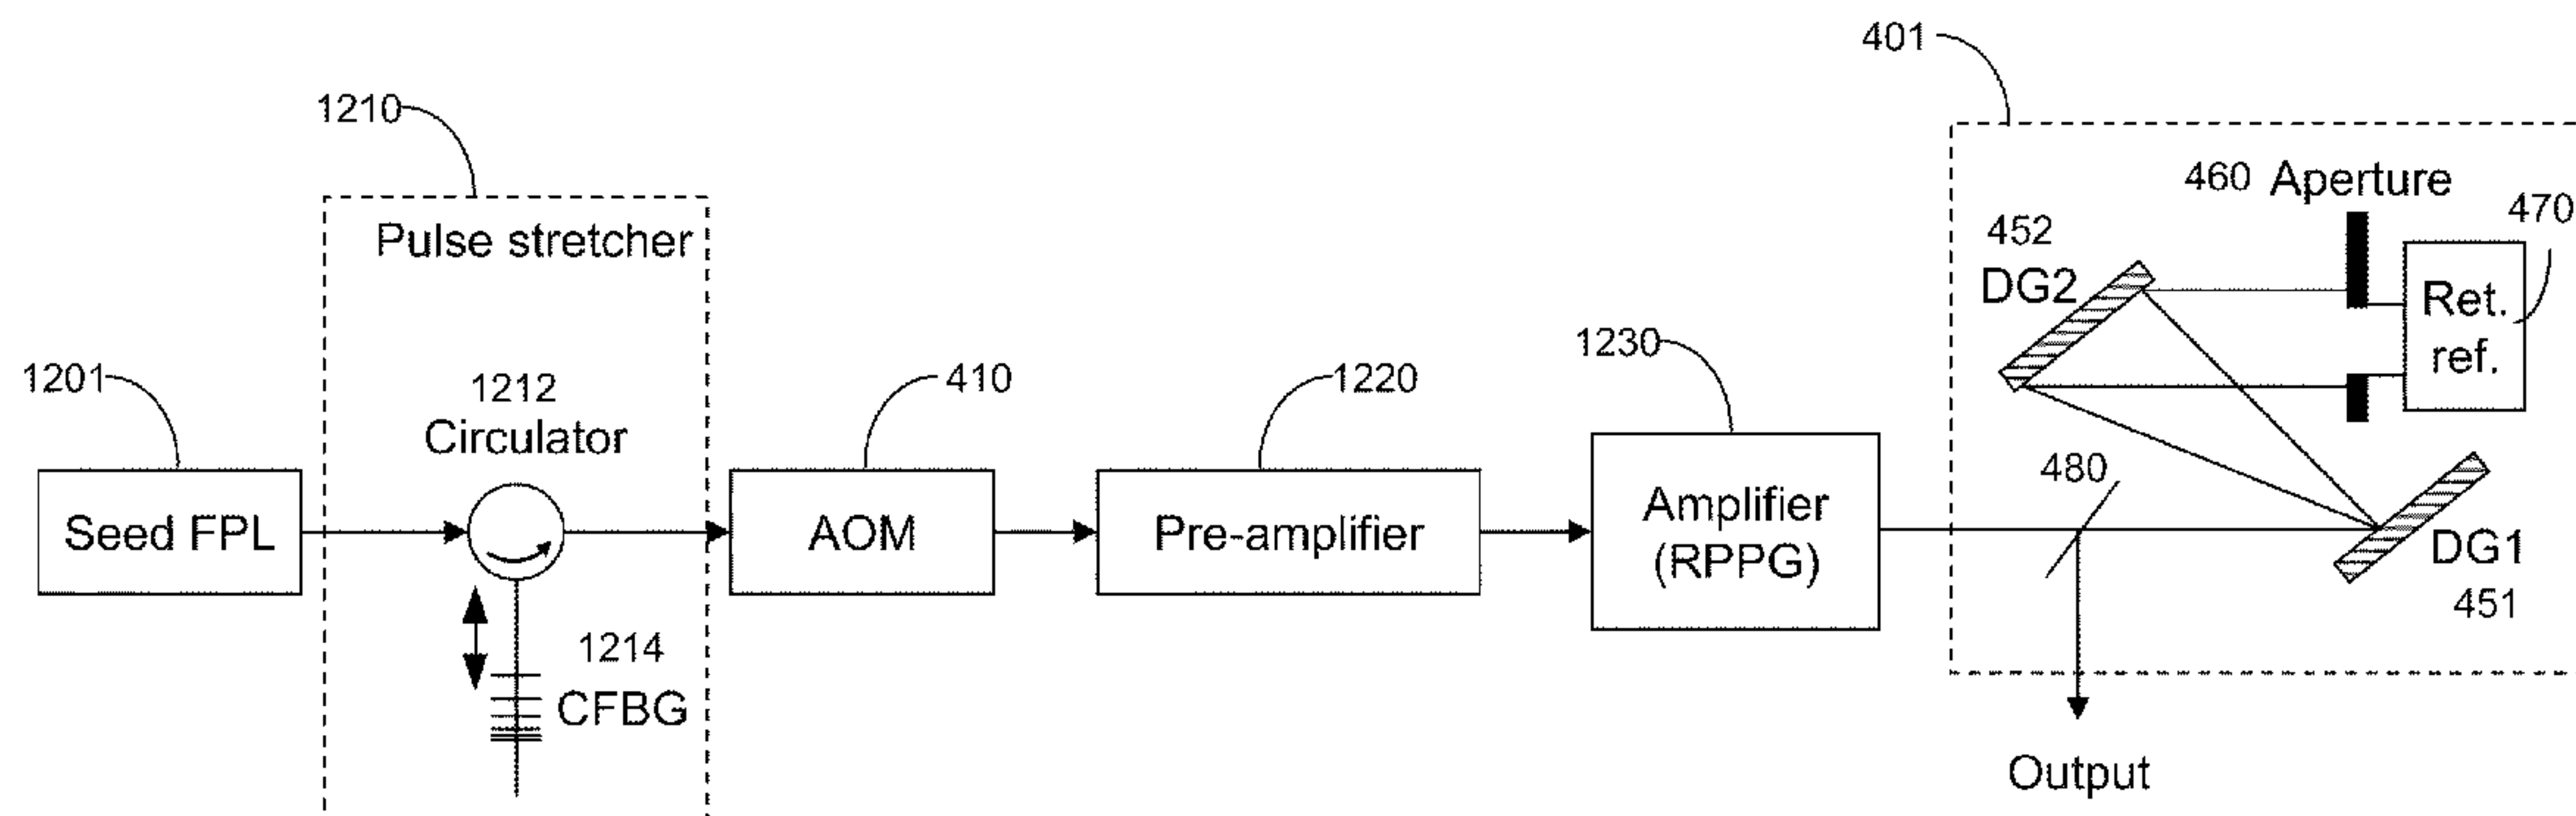 401
1210
Pulse stretcher
460 Aperture
470
452
DG2
Ret.
ref.
1201
1212
Circulator
410
1220
1230
480
Seed FPL
AOM
Pre-amplifier
Amplifier
(RPPG)
DG1
451
1214
CFBG
Output